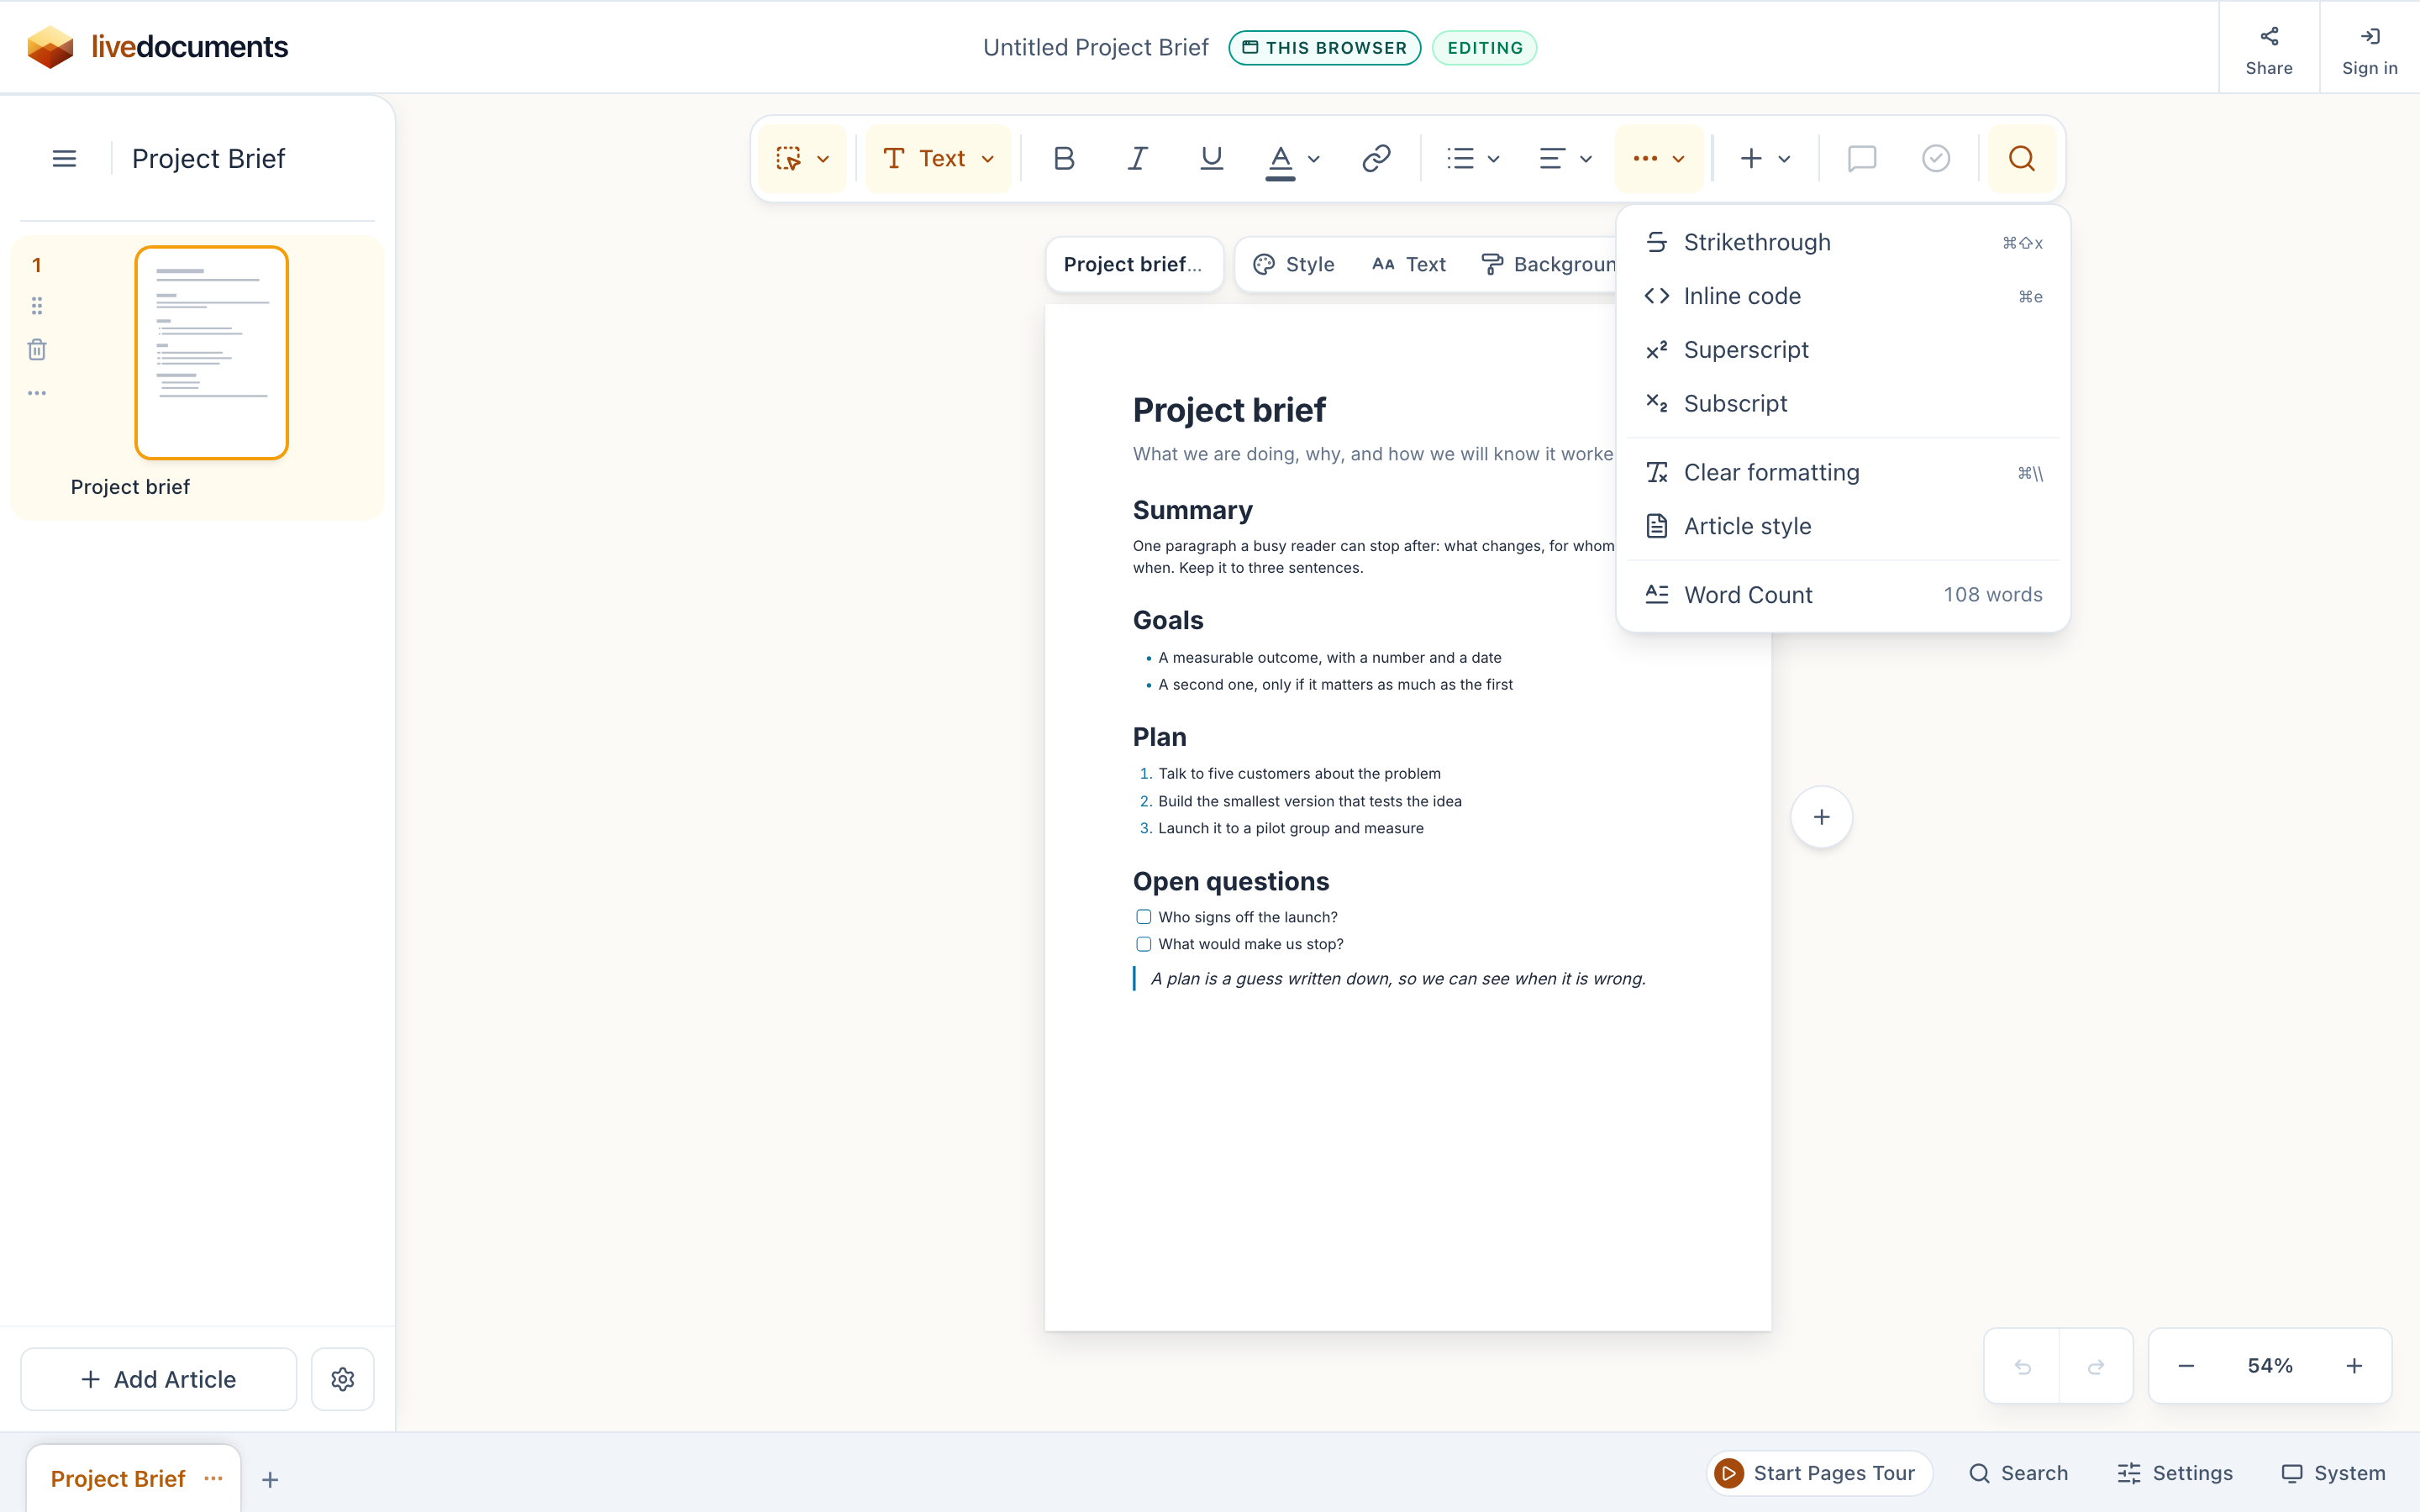 livedocuments
Untitled Project Brief
THIS BROWSER
EDITING
Share
Sign in
Project Brief
Text
1
Project brief
Project brief...
Style
Text
Backgroun
Strikethrough ⌘⇧x
Inline code ⌘e
Superscript
Subscript
Clear formatting ⌘\\
Article style
Word Count 108 words
Project brief
What we are doing, why, and how we will know it worke
Summary
One paragraph a busy reader can stop after: what changes, for whom
when. Keep it to three sentences.
Goals
• A measurable outcome, with a number and a date
• A second one, only if it matters as much as the first
Plan
1. Talk to five customers about the problem
2. Build the smallest version that tests the idea
3. Launch it to a pilot group and measure
Open questions
Who signs off the launch?
What would make us stop?
A plan is a guess written down, so we can see when it is wrong.
Add Article
54%
Project Brief
Start Pages Tour
Search
Settings
System